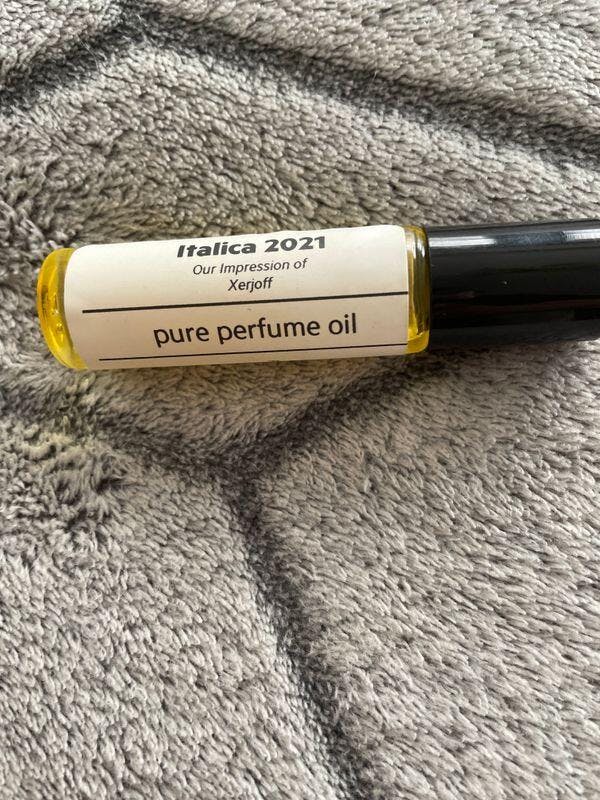 Italica 2021
Our Impression of
Xerjoff
pure perfume oil